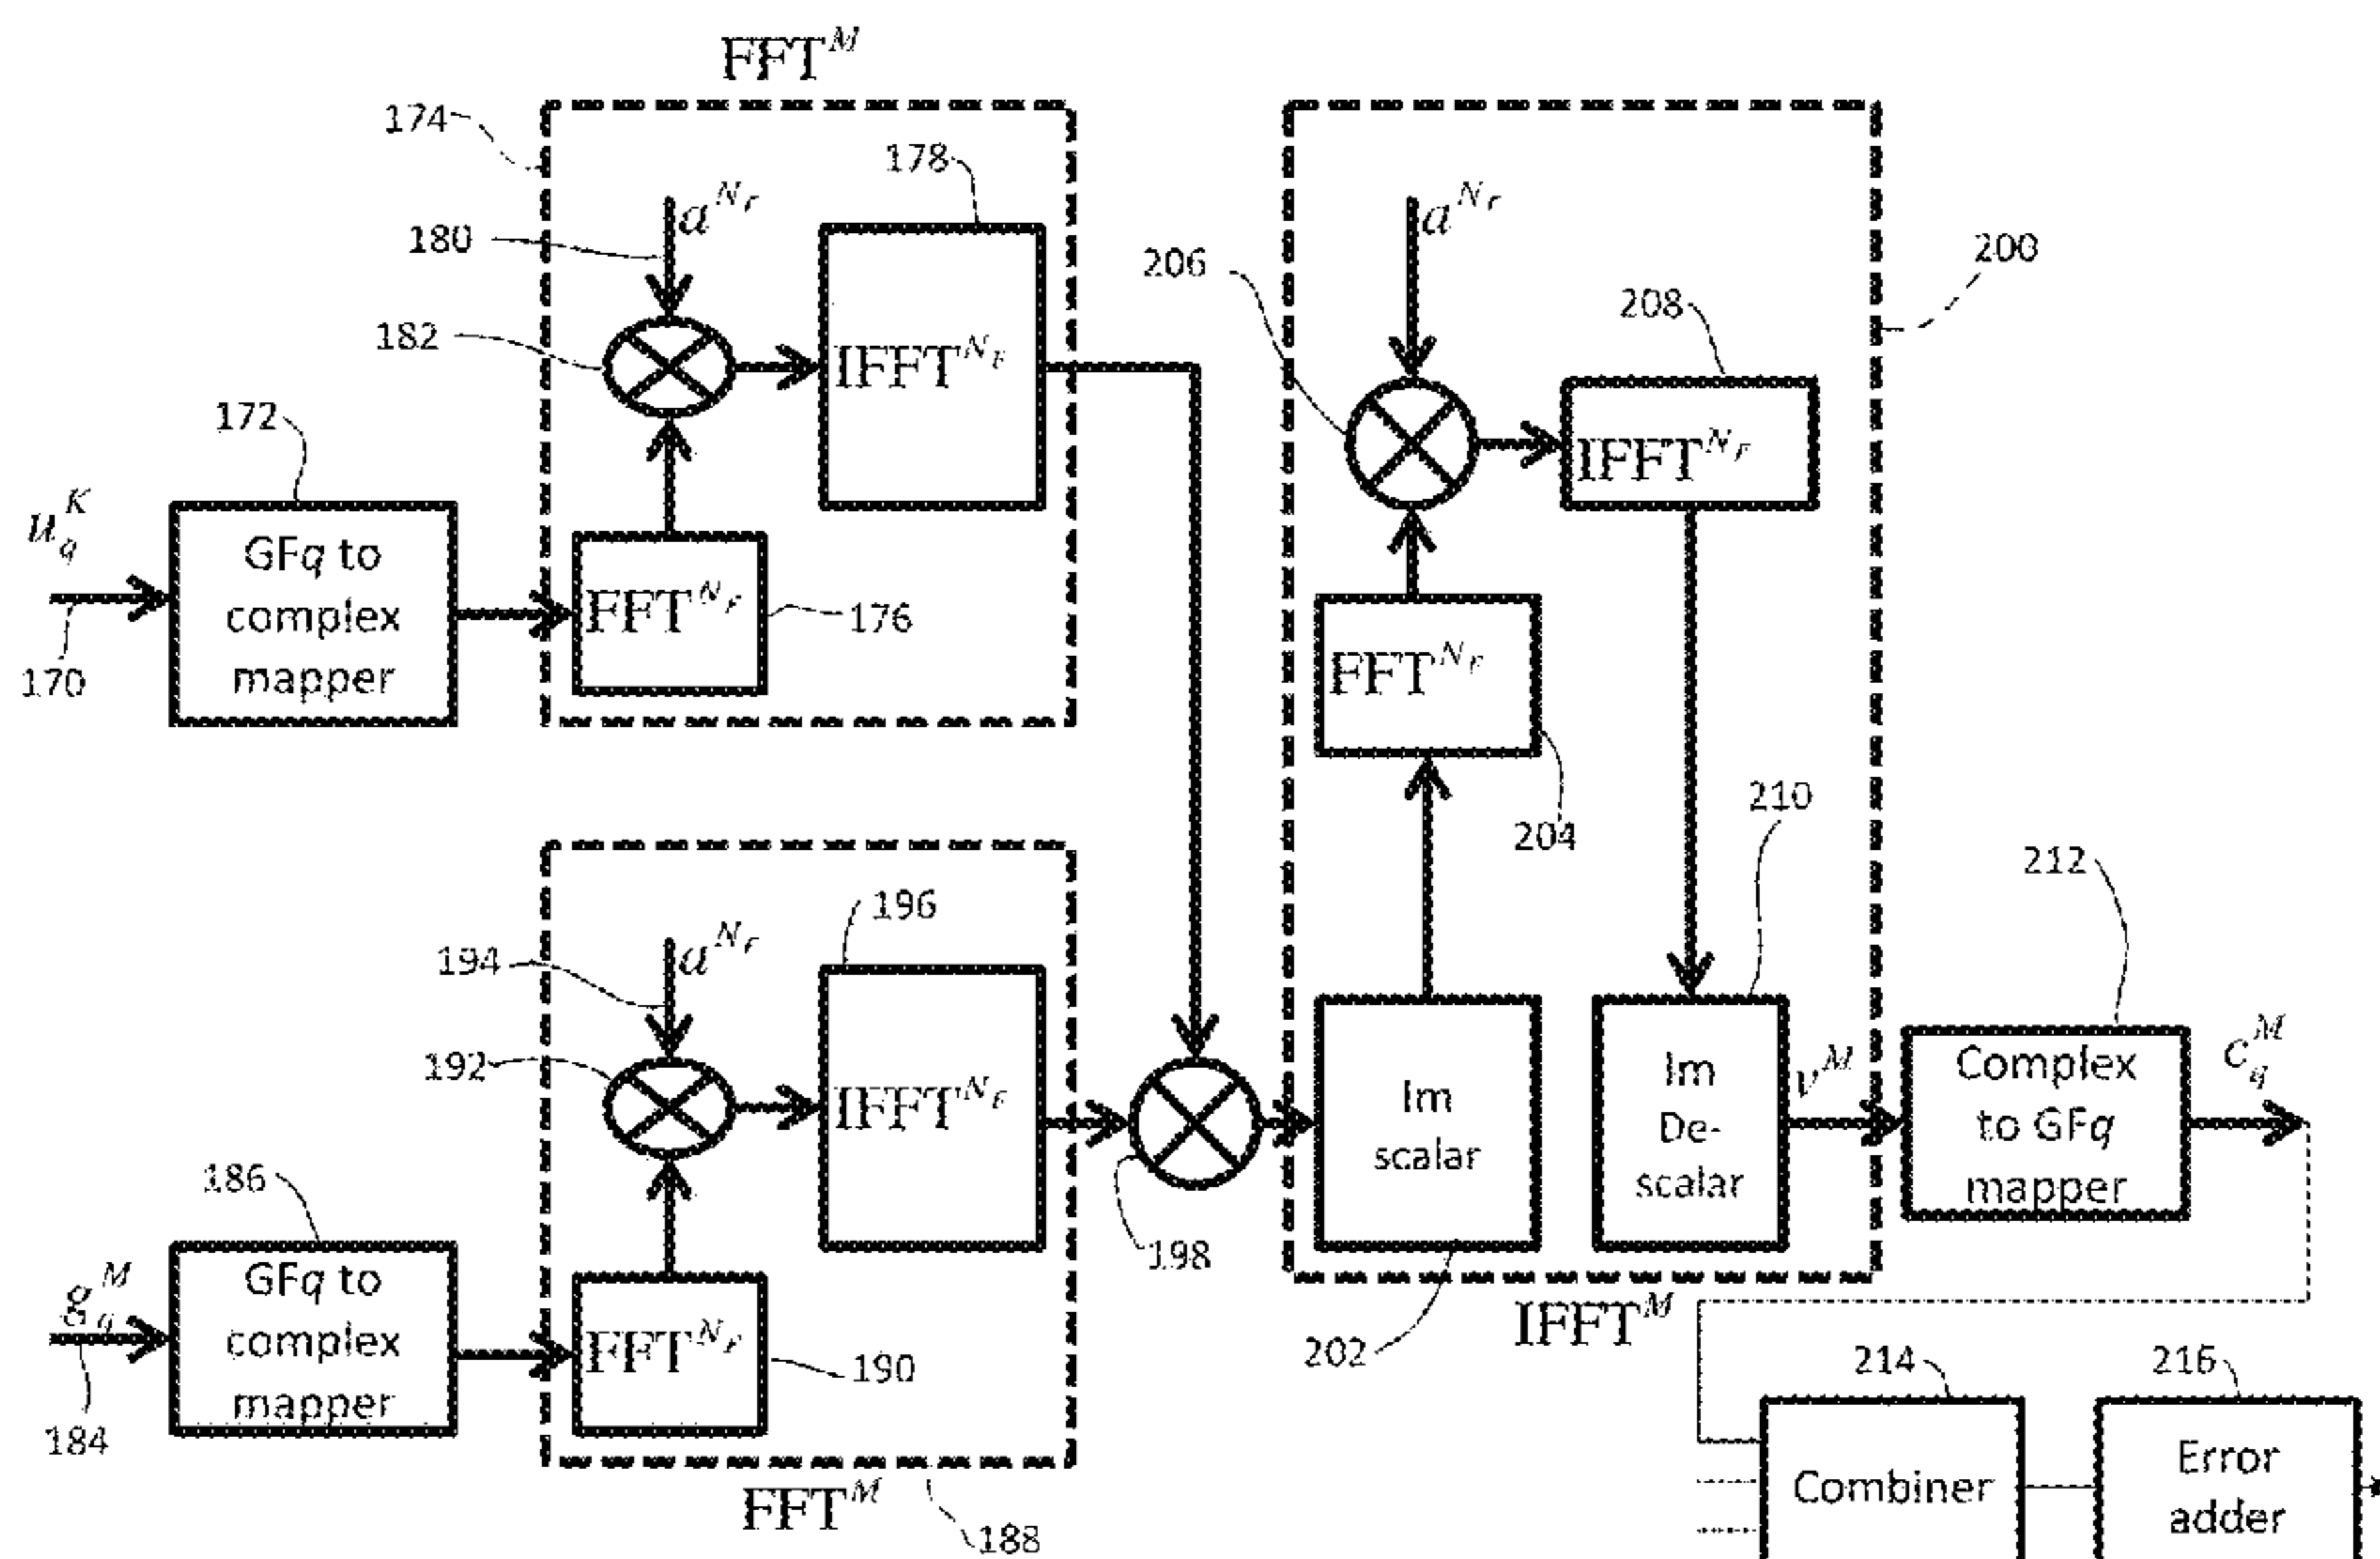 FFT^M
174
178
a^{N_F}
180
182
IFFT^{N_F}
172
u_q^K
GFq to
complex
mapper
170
FFT^{N_F}
176
a^{N_F}
206
208
200
IFFT^{N_F}
FFT^{N_F}
204
210
212
196
194
a^{N_F}
192
IFFT^{N_F}
186
g_q^M
GFq to
complex
mapper
184
FFT^{N_F}
190
FFT^M
188
198
Im
scalar
202
Im
De-
scalar
v^M
Complex
to GFq
mapper
c_q^M
IFFT^M
214
216
Combiner
Error
adder